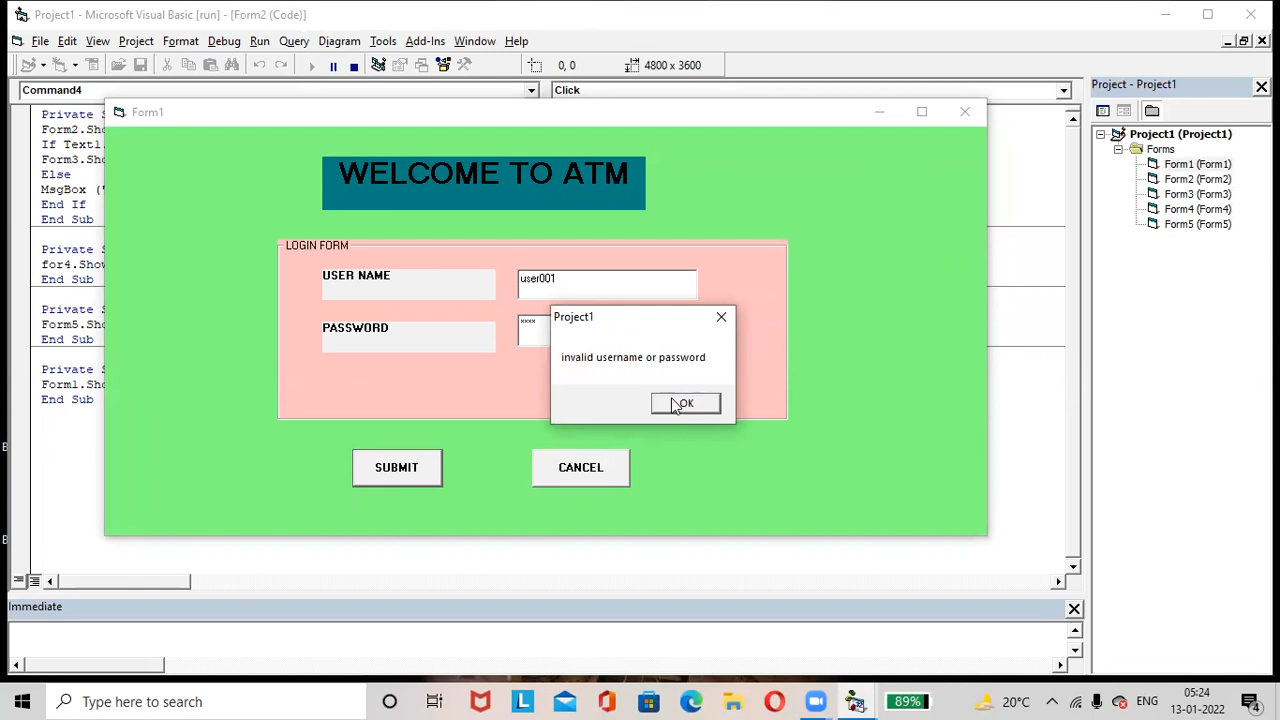 Project1 - Microsoft Visual Basic [run] - [Form2 (Code)]
File Edit View Project Format Debug Run Query Diagram Tools Add-Ins Window Help
0, 0 4800 x 3600
Command4 Click
Project - Project1
Private S
Form2.Sho
If Text1.
Form3.Sho
Else
MsgBox ("
End If
End Sub
Private S
for4.Show
End Sub
Private S
Form5.Sho
End Sub
Private S
Form1.Sho
End Sub
Form1
WELCOME TO ATM
LOGIN FORM
USER NAME user001
PASSWORD ****
Project1
invalid username or password
OK
SUBMIT CANCEL
Project1 (Project1)
Forms
Form1 (Form1)
Form2 (Form2)
Form3 (Form3)
Form4 (Form4)
Form5 (Form5)
Immediate
Type here to search
89%
20°C
ENG
05:24
13-01-2022
4